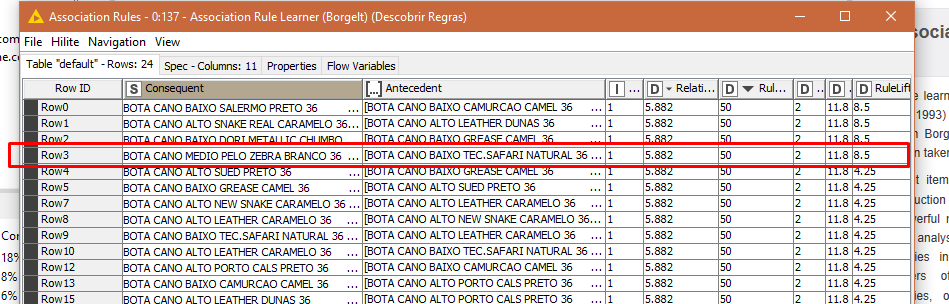 Association Rules - 0:137 - Association Rule Learner (Borgelt) (Descobrir Regras)
File Hilite Navigation View
Table "default" - Rows: 24 Spec - Columns: 11 Properties Flow Variables
Row ID S Consequent [...] Antecedent I ... D Relati... D Rul... D D D RuleLift
Row0 BOTA CANO BAIXO SALERMO PRETO 36 ... [BOTA CANO BAIXO CAMURCAO CAMEL 36 ... 1 5.882 50 2 11.8 8.5
Row1 BOTA CANO ALTO SNAKE REAL CARAMELO 36 ... [BOTA CANO ALTO LEATHER DUNAS 36 ... 1 5.882 50 2 11.8 8.5
Row2 BOTA CANO BAIXO DORI METALLIC CHUMBO ... [BOTA CANO BAIXO GREASE CAMEL 36 ... 1 5.882 50 2 11.8 8.5
Row3 BOTA CANO MEDIO PELO ZEBRA BRANCO 36 ... [BOTA CANO BAIXO TEC.SAFARI NATURAL 36 ... 1 5.882 50 2 11.8 8.5
Row4 BOTA CANO ALTO SUED PRETO 36 ... [BOTA CANO BAIXO GREASE CAMEL 36 ... 1 5.882 50 2 11.8 4.25
Row5 BOTA CANO BAIXO GREASE CAMEL 36 ... [BOTA CANO ALTO SUED PRETO 36 ... 1 5.882 50 2 11.8 4.25
Row7 BOTA CANO ALTO NEW SNAKE CARAMELO 36 ... [BOTA CANO ALTO LEATHER CARAMELO 36 ... 1 5.882 50 2 11.8 4.25
Row8 BOTA CANO ALTO LEATHER CARAMELO 36 ... [BOTA CANO ALTO NEW SNAKE CARAMELO 36 ... 1 5.882 50 2 11.8 4.25
Row9 BOTA CANO BAIXO TEC.SAFARI NATURAL 36 ... [BOTA CANO ALTO LEATHER CARAMELO 36 ... 1 5.882 50 2 11.8 4.25
Row10 BOTA CANO ALTO LEATHER CARAMELO 36 ... [BOTA CANO BAIXO TEC.SAFARI NATURAL 36 ... 1 5.882 50 2 11.8 4.25
Row12 BOTA CANO ALTO PORTO CALS PRETO 36 ... [BOTA CANO BAIXO CAMURCAO CAMEL 36 ... 1 5.882 50 2 11.8 4.25
Row13 BOTA CANO BAIXO CAMURCAO CAMEL 36 ... [BOTA CANO ALTO PORTO CALS PRETO 36 ... 1 5.882 50 2 11.8 4.25
Row15 BOTA CANO ALTO LEATHER DUNAS 36 ... [BOTA CANO ALTO PORTO CALS PRETO 36 ... 1 5.882 50 2 11.8 4.25
18%
8%
6%
1993)